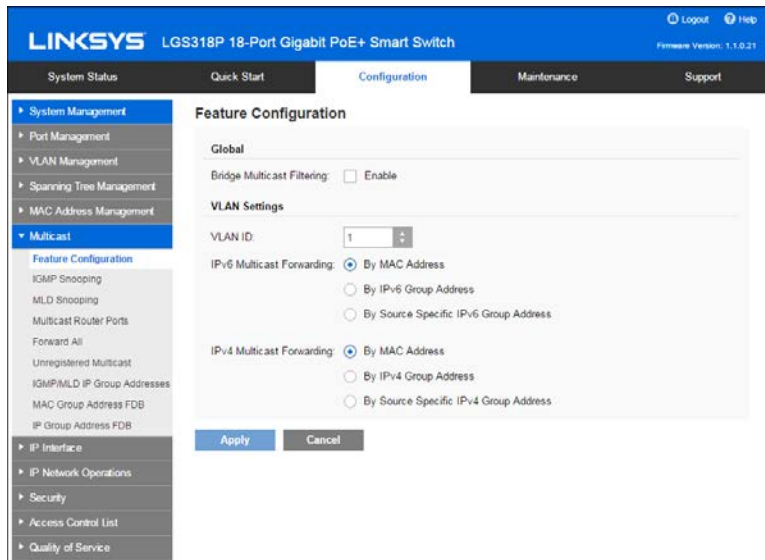 Logout Help
LINKSYS LGS318P 18-Port Gigabit PoE+ Smart Switch
Firmware Version: 1.1.0.21
System Status Quick Start Configuration Maintenance Support
System Management
Port Management
VLAN Management
Spanning Tree Management
MAC Address Management
Multicast
Feature Configuration
IGMP Snooping
MLD Snooping
Multicast Router Ports
Forward All
Unregistered Multicast
IGMP/MLD IP Group Addresses
MAC Group Address FDB
IP Group Address FDB
IP Interface
IP Network Operations
Security
Access Control List
Quality of Service
Feature Configuration
Global
Bridge Multicast Filtering: Enable
VLAN Settings
VLAN ID: 1
IPv6 Multicast Forwarding: By MAC Address
By IPv6 Group Address
By Source Specific IPv6 Group Address
IPv4 Multicast Forwarding: By MAC Address
By IPv4 Group Address
By Source Specific IPv4 Group Address
Apply Cancel